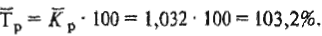 T̅р = K̅р · 100 = 1,032 · 100 = 103,2%.